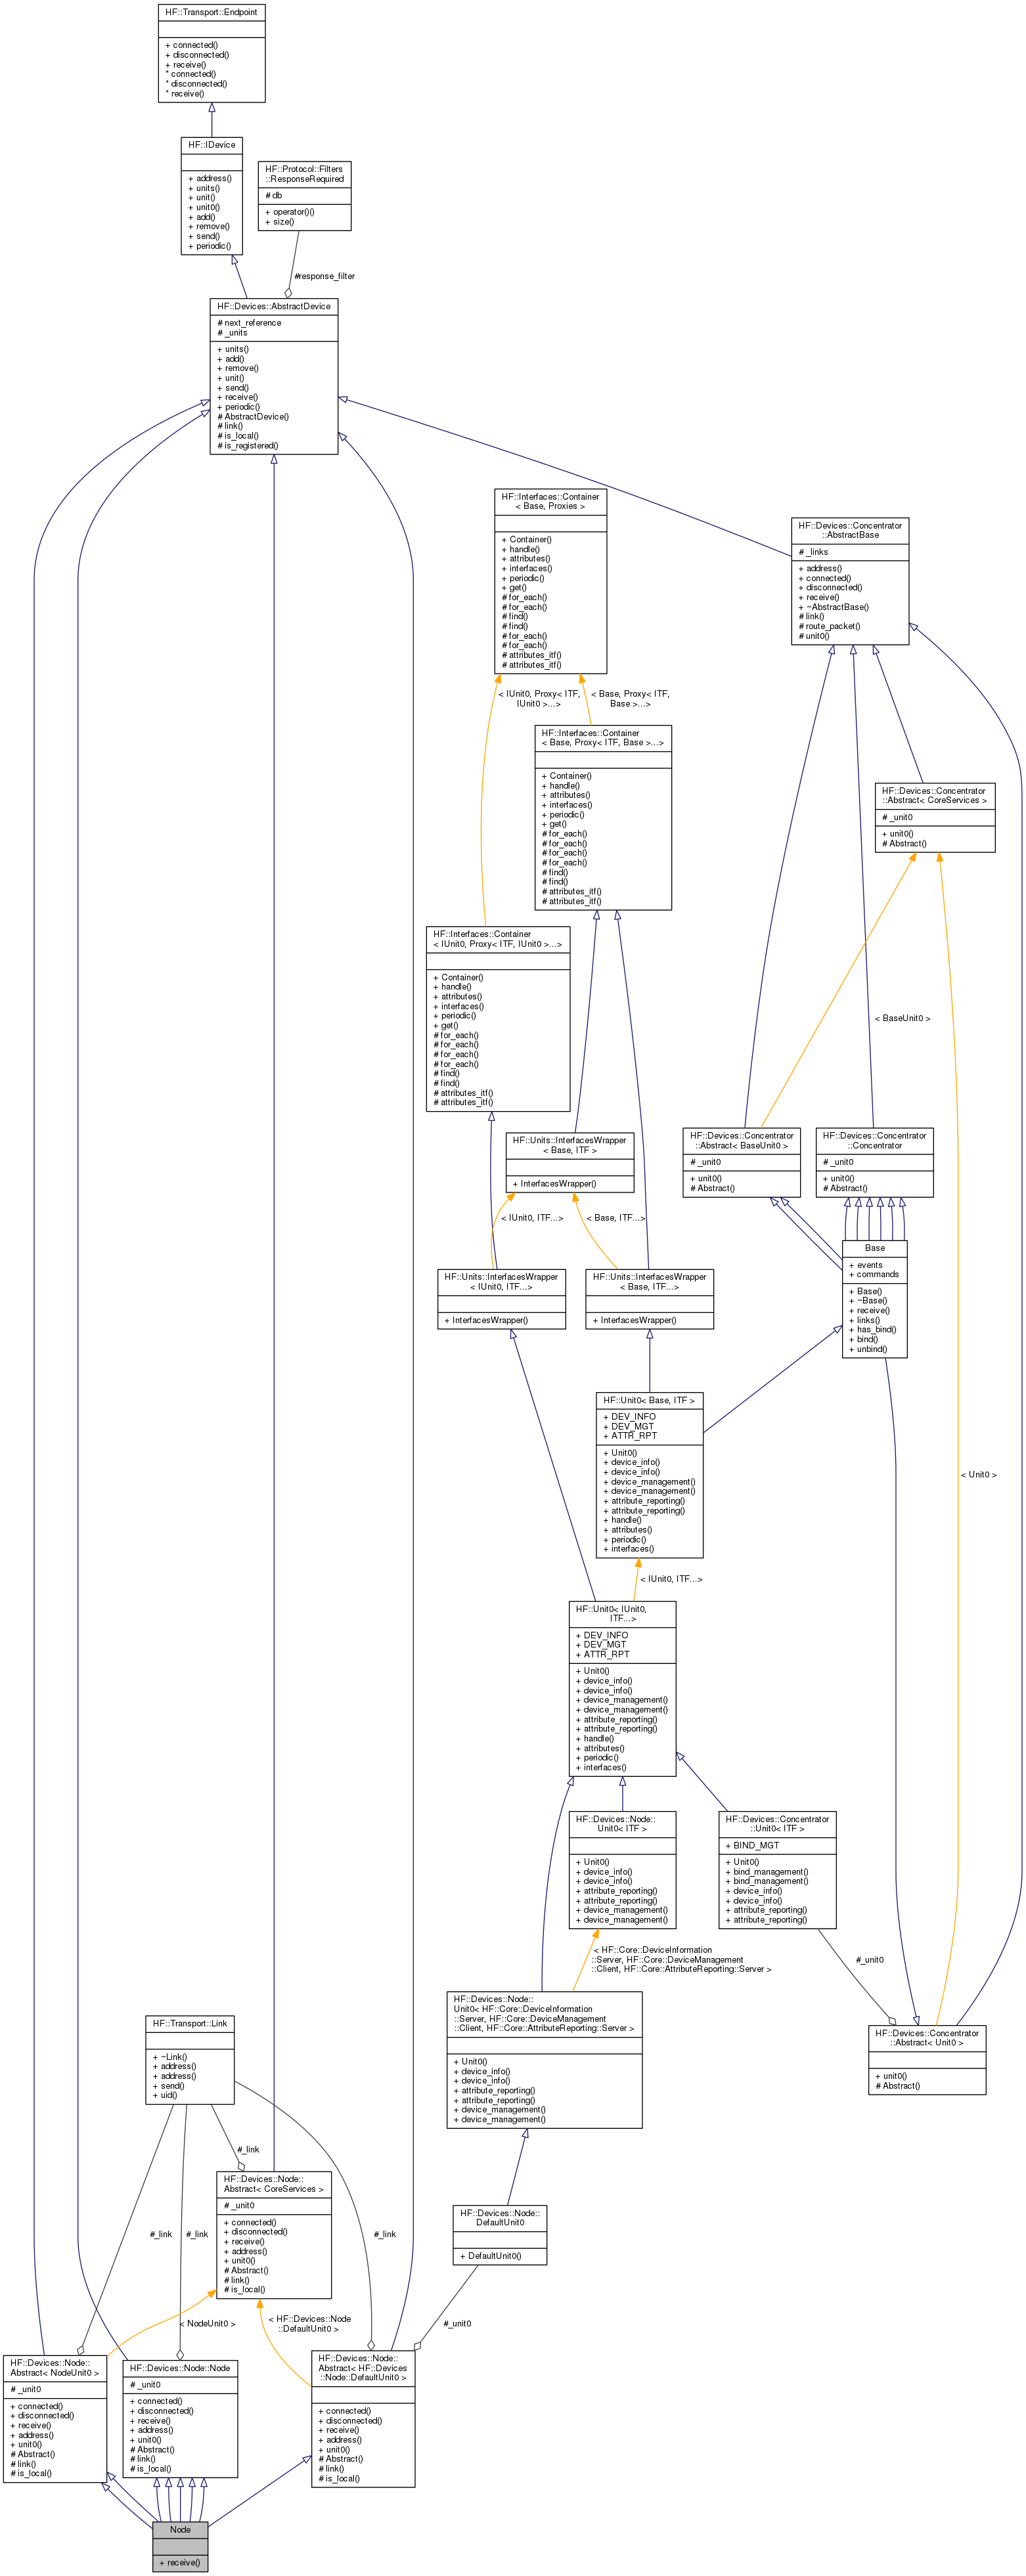 HF::Transport::Endpoint
+ connected()
+ disconnected()
+ receive()
* connected()
* disconnected()
* receive()
HF::IDevice
+ address()
+ units()
+ unit()
+ unit0()
+ add()
+ remove()
+ send()
+ periodic()
HF::Protocol::Filters
::ResponseRequired
# db
+ operator()()
+ size()
#response_filter
HF::Devices::AbstractDevice
# next_reference
# _units
+ units()
+ add()
+ remove()
+ unit()
+ send()
+ receive()
+ periodic()
# AbstractDevice()
# link()
# is_local()
# is_registered()
HF::Interfaces::Container
< Base, Proxies >
+ Container()
+ handle()
+ attributes()
+ interfaces()
+ periodic()
+ get()
# for_each()
# for_each()
# find()
# find()
# for_each()
# for_each()
# attributes_itf()
# attributes_itf()
HF::Devices::Concentrator
::AbstractBase
# _links
+ address()
+ connected()
+ disconnected()
+ receive()
+ ~AbstractBase()
# link()
# route_packet()
# unit0()
< IUnit0, Proxy< ITF,
IUnit0 >...>
< Base, Proxy< ITF,
Base >...>
HF::Interfaces::Container
< Base, Proxy< ITF, Base >...>
+ Container()
+ handle()
+ attributes()
+ interfaces()
+ periodic()
+ get()
# for_each()
# for_each()
# for_each()
# for_each()
# find()
# find()
# attributes_itf()
# attributes_itf()
HF::Devices::Concentrator
::Abstract< CoreServices >
# _unit0
+ unit0()
# Abstract()
HF::Interfaces::Container
< IUnit0, Proxy< ITF, IUnit0 >...>
+ Container()
+ handle()
+ attributes()
+ interfaces()
+ periodic()
+ get()
# for_each()
# for_each()
# for_each()
# for_each()
# find()
# find()
# attributes_itf()
# attributes_itf()
< BaseUnit0 >
HF::Units::InterfacesWrapper
< Base, ITF >
+ InterfacesWrapper()
HF::Devices::Concentrator
::Abstract< BaseUnit0 >
# _unit0
+ unit0()
# Abstract()
HF::Devices::Concentrator
::Concentrator
# _unit0
+ unit0()
# Abstract()
< IUnit0, ITF...>
< Base, ITF...>
Base
+ events
+ commands
+ Base()
+ ~Base()
+ receive()
+ links()
+ has_bind()
+ bind()
+ unbind()
HF::Units::InterfacesWrapper
< IUnit0, ITF...>
+ InterfacesWrapper()
HF::Units::InterfacesWrapper
< Base, ITF...>
+ InterfacesWrapper()
HF::Unit0< Base, ITF >
+ DEV_INFO
+ DEV_MGT
+ ATTR_RPT
+ Unit0()
+ device_info()
+ device_info()
+ device_management()
+ device_management()
+ attribute_reporting()
+ attribute_reporting()
+ handle()
+ attributes()
+ periodic()
+ interfaces()
< Unit0 >
< IUnit0, ITF...>
HF::Unit0< IUnit0,
ITF...>
+ DEV_INFO
+ DEV_MGT
+ ATTR_RPT
+ Unit0()
+ device_info()
+ device_info()
+ device_management()
+ device_management()
+ attribute_reporting()
+ attribute_reporting()
+ handle()
+ attributes()
+ periodic()
+ interfaces()
HF::Devices::Node::
Unit0< ITF >
+ Unit0()
+ device_info()
+ device_info()
+ attribute_reporting()
+ attribute_reporting()
+ device_management()
+ device_management()
HF::Devices::Concentrator
::Unit0< ITF >
+ BIND_MGT
+ Unit0()
+ bind_management()
+ bind_management()
+ device_info()
+ device_info()
+ attribute_reporting()
+ attribute_reporting()
< HF::Core::DeviceInformation
::Server, HF::Core::DeviceManagement
::Client, HF::Core::AttributeReporting::Server >
#_unit0
HF::Devices::Node::
Unit0< HF::Core::DeviceInformation
::Server, HF::Core::DeviceManagement
::Client, HF::Core::AttributeReporting::Server >
+ Unit0()
+ device_info()
+ device_info()
+ attribute_reporting()
+ attribute_reporting()
+ device_management()
+ device_management()
HF::Transport::Link
+ ~Link()
+ address()
+ address()
+ send()
+ uid()
HF::Devices::Concentrator
::Abstract< Unit0 >
+ unit0()
# Abstract()
#_link
HF::Devices::Node::
Abstract< CoreServices >
# _unit0
+ connected()
+ disconnected()
+ receive()
+ address()
+ unit0()
# Abstract()
# link()
# is_local()
HF::Devices::Node::
DefaultUnit0
+ DefaultUnit0()
#_link
#_link
#_link
< NodeUnit0 >
< HF::Devices::Node
::DefaultUnit0 >
#_unit0
HF::Devices::Node::
Abstract< NodeUnit0 >
# _unit0
+ connected()
+ disconnected()
+ receive()
+ address()
+ unit0()
# Abstract()
# link()
# is_local()
HF::Devices::Node::Node
# _unit0
+ connected()
+ disconnected()
+ receive()
+ address()
+ unit0()
# Abstract()
# link()
# is_local()
HF::Devices::Node::
Abstract< HF::Devices
::Node::DefaultUnit0 >
+ connected()
+ disconnected()
+ receive()
+ address()
+ unit0()
# Abstract()
# link()
# is_local()
Node
+ receive()